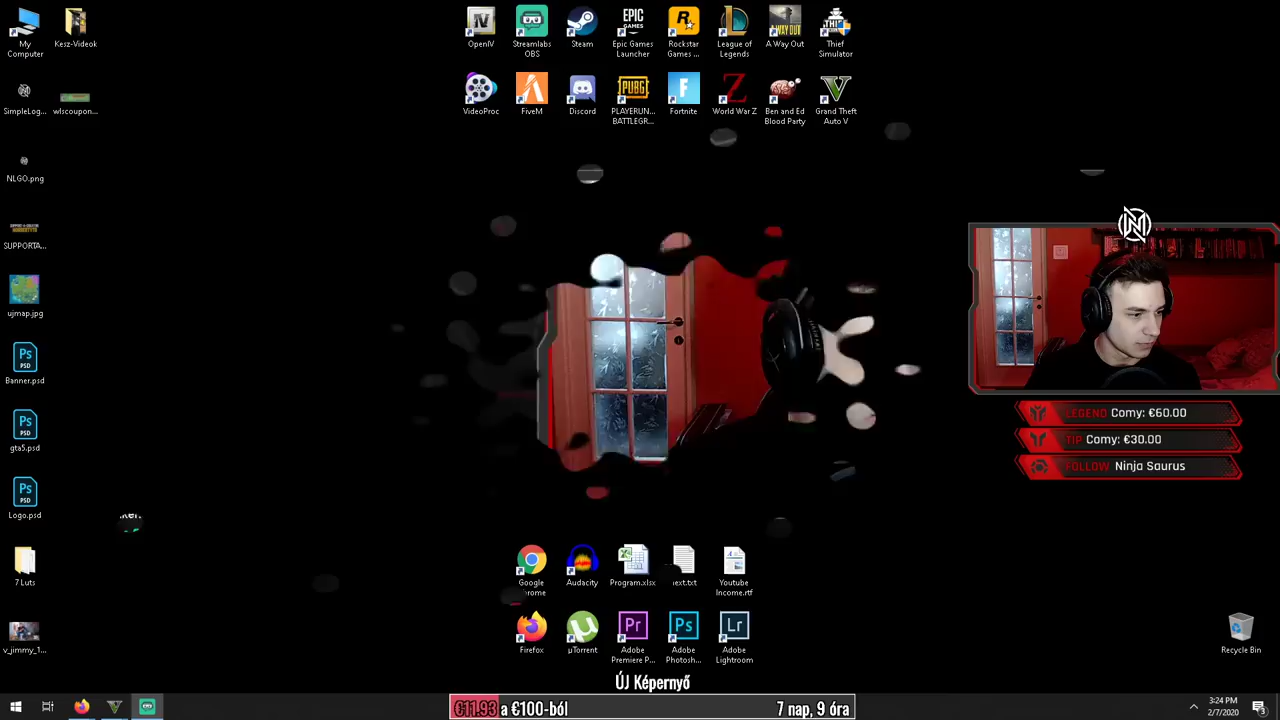 My
Computer
Kesz-Videok
OpenIV
Streamlabs
OBS
Steam
Epic Games
Launcher
Rockstar
Games ...
League of
Legends
A Way Out
Thief
Simulator
SimpleLog...
wlscoupon...
VideoProc
FiveM
Discord
PLAYERUN...
BATTLEGR...
Fortnite
World War Z
Ben and Ed
Blood Party
Grand Theft
Auto V
NLGO.png
SUPPORTA...
ujmap.jpg
Banner.psd
gta5.psd
Logo.psd
LEGEND Comy: €60.00
TIP Comy: €30.00
FOLLOW Ninja Saurus
7 Luts
Google
Audacity
Program.xlsx
Youtube
Income.rtf
v_jimmy_1...
Firefox
µTorrent
Adobe
Premiere P...
Adobe
Photosh...
Adobe
Lightroom
Recycle Bin
ÚJ Képernyő
€11.93 a €100-ból
7 nap, 9 óra
3:24 PM
2/7/2020